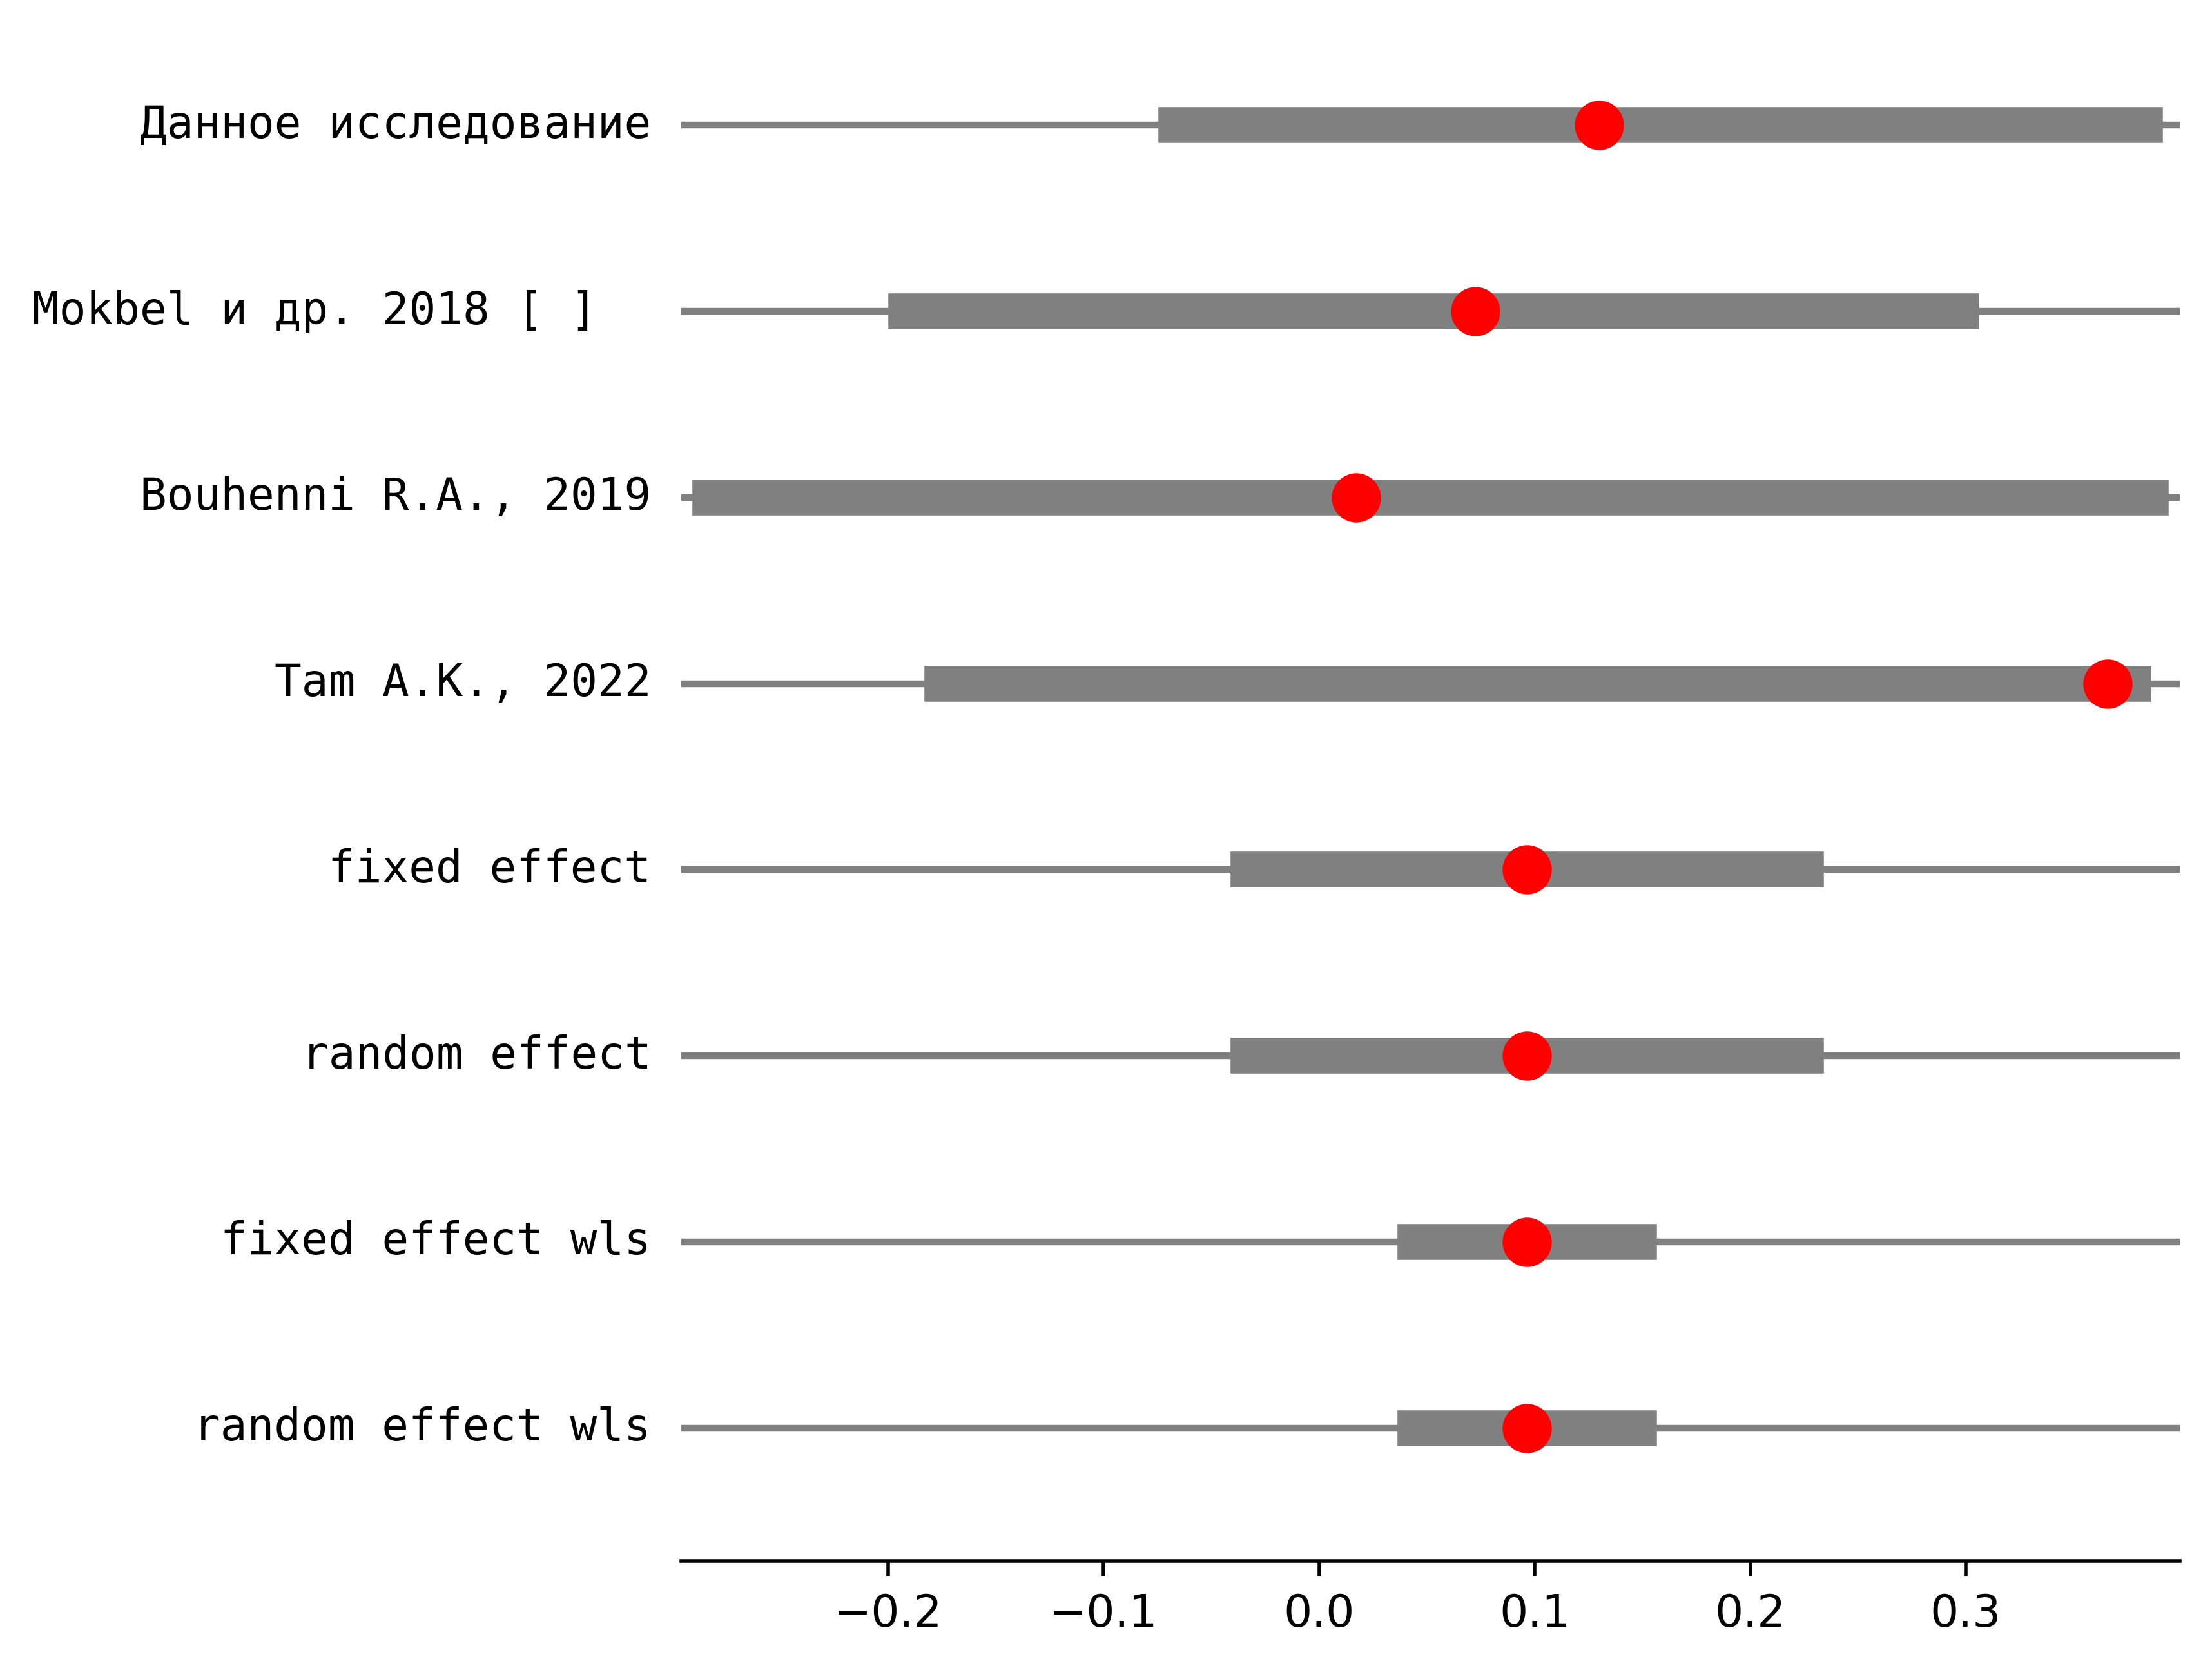 Данное исследование
Mokbel и др. 2018 [ ]
Bouhenni R.A., 2019
Tam A.K., 2022
fixed effect
random effect
fixed effect wls
random effect wls
−0.2 −0.1 0.0 0.1 0.2 0.3